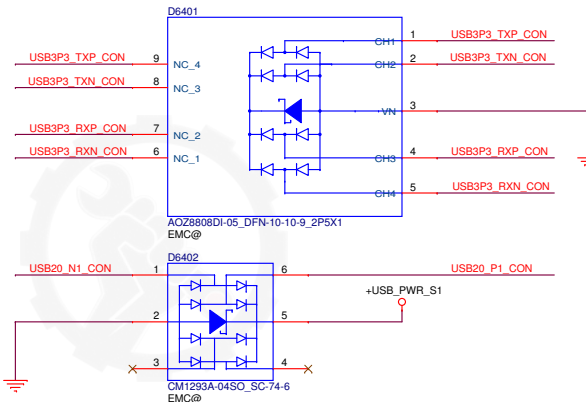 D6401
USB3P3_TXP_CON 9 NC_4 CH1 1 USB3P3_TXP_CON
USB3P3_TXN_CON 8 NC_3 CH2 2 USB3P3_TXN_CON
VN 3
USB3P3_RXP_CON 7 NC_2 CH3 4 USB3P3_RXP_CON
USB3P3_RXN_CON 6 NC_1 CH4 5 USB3P3_RXN_CON
AOZ8808DI-05_DFN-10-10-9_2P5X1
EMC@
D6402
USB20_N1_CON 1 6 USB20_P1_CON
+USB_PWR_S1
2 5
3 4
CM1293A-04SO_SC-74-6
EMC@